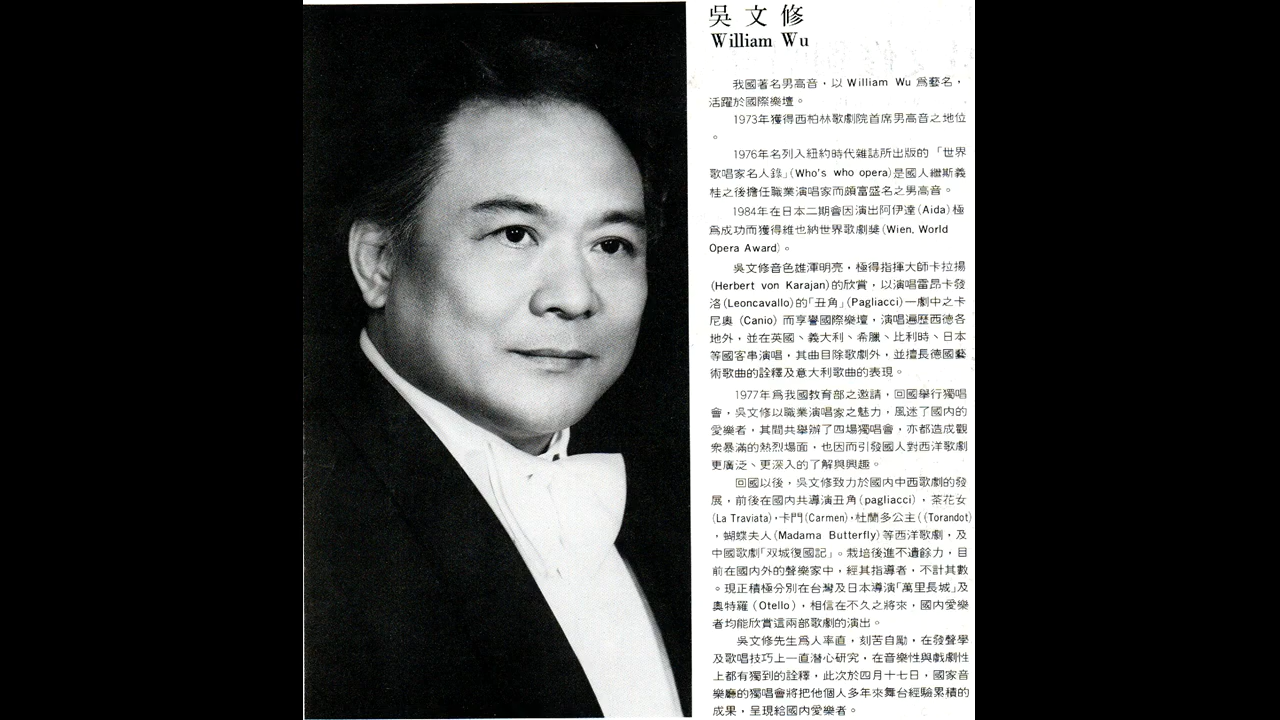 吳文修
William Wu
我國著名男高音，以 William Wu 爲藝名，
活躍於國際樂壇。
1973年獲得西柏林歌劇院首席男高音之地位
。
1976年名列入紐約時代雜誌所出版的「世界
歌唱家名人錄」(Who's who opera)是國人繼斯義
桂之後擔任職業演唱家而頗富盛名之男高音。
1984年在日本二期會因演出阿伊達(Aida)極
爲成功而獲得維也納世界歌劇獎(Wien, World
Opera Award)。
吳文修音色雄渾明亮，極得指揮大師卡拉揚
(Herbert von Karajan)的欣賞，以演唱雷昂卡發
洛(Leoncavallo)的「丑角」(Pagliacci)一劇中之卡
尼奧 (Canio) 而享譽國際樂壇，演唱遍歷西德各
地外，並在英國、義大利、希臘、比利時、日本
等國客串演唱，其曲目除歌劇外，並擅長德國藝
術歌曲的詮釋及意大利歌曲的表現。
1977年爲我國教育部之邀請，回國舉行獨唱
會，吳文修以職業演唱家之魅力，風迷了國內的
愛樂者，其間共舉辦了四場獨唱會，亦都造成觀
衆暴滿的熱烈場面，也因而引發國人對西洋歌劇
更廣泛、更深入的了解與興趣。
回國以後，吳文修致力於國內中西歌劇的發
展，前後在國內共導演丑角(pagliacci)，茶花女
(La Traviata)，卡門(Carmen)，杜蘭多公主((Torandot)
，蝴蝶夫人(Madama Butterfly)等西洋歌劇，及
中國歌劇「双城復國記」。栽培後進不遺餘力，目
前在國內外的聲樂家中，經其指導者，不計其數
。現正積極分別在台灣及日本導演「萬里長城」及
奧特羅 (Otello)，相信在不久之將來，國內愛樂
者均能欣賞這兩部歌劇的演出。
吳文修先生爲人率直，刻苦自勵，在發聲學
及歌唱技巧上一直潛心研究，在音樂性與戲劇性
上都有獨到的詮釋，此次於四月十七日，國家音
樂廳的獨唱會將把他個人多年來舞台經驗累積的
成果，呈現給國內愛樂者。